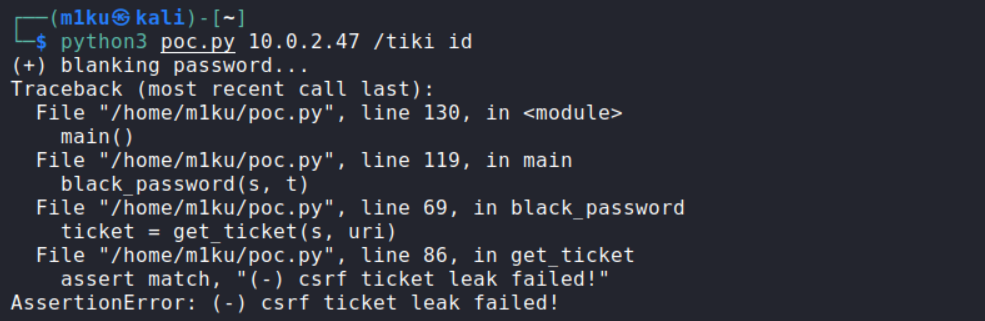 ┌──(m1ku㉿kali)-[~]
└─$ python3 poc.py 10.0.2.47 /tiki id
(+) blanking password...
Traceback (most recent call last):
  File "/home/m1ku/poc.py", line 130, in <module>
    main()
  File "/home/m1ku/poc.py", line 119, in main
    black_password(s, t)
  File "/home/m1ku/poc.py", line 69, in black_password
    ticket = get_ticket(s, uri)
  File "/home/m1ku/poc.py", line 86, in get_ticket
    assert match, "(-) csrf ticket leak failed!"
AssertionError: (-) csrf ticket leak failed!